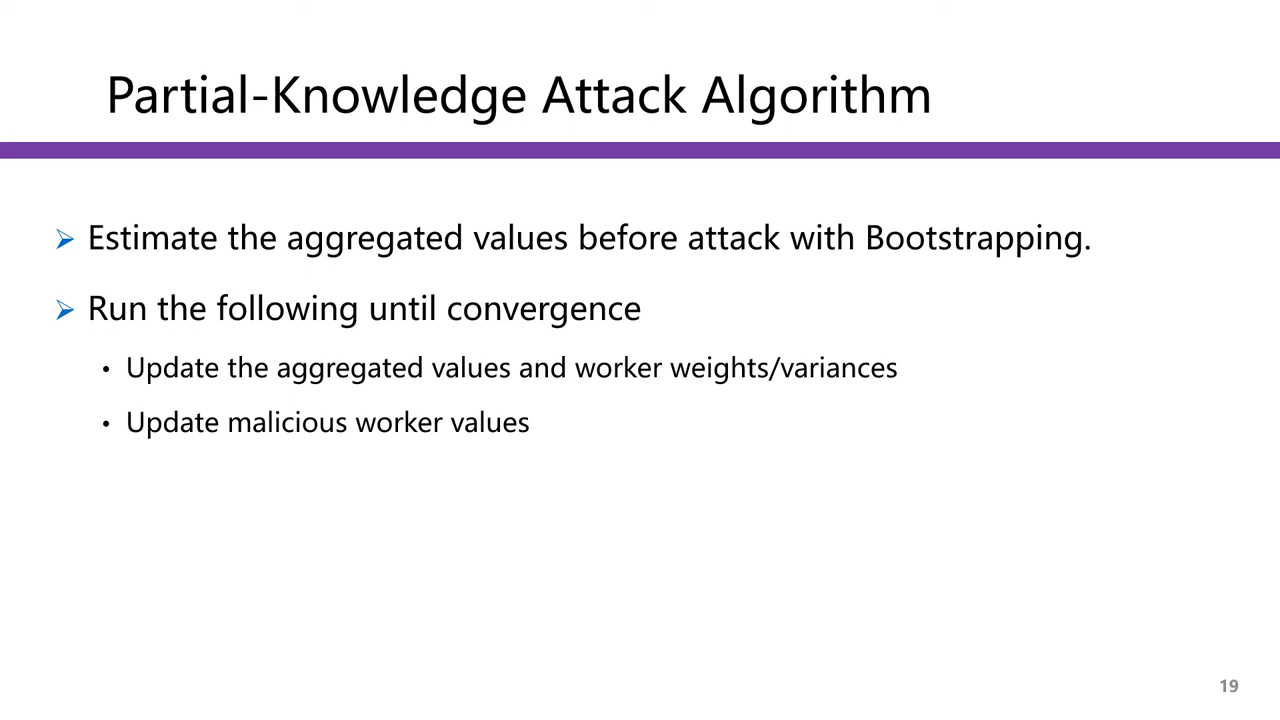 Partial-Knowledge Attack Algorithm
Estimate the aggregated values before attack with Bootstrapping.
Run the following until convergence
• Update the aggregated values and worker weights/variances
• Update malicious worker values
19